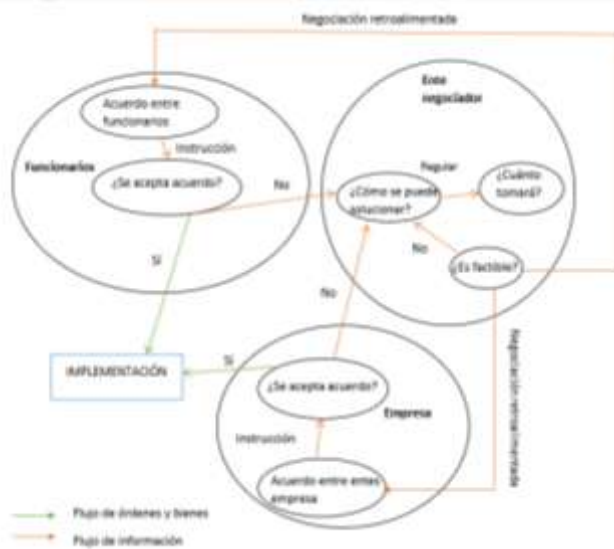 Negociación retroalimentada
Ente
negociador
Acuerdo entre
funcionarios
Instrucción
Funcionarios
¿Se acepta acuerdo?
No
¿Cómo se puede
solucionar?
Regular
¿Cuánto
tomará?
No
¿Es factible?
Sí
No
Negociación retroalimentada
IMPLEMENTACIÓN
Sí
¿Se acepta acuerdo?
Empresa
Instrucción
Acuerdo entre entes
empresa
Flujo de órdenes y bienes
Flujo de información